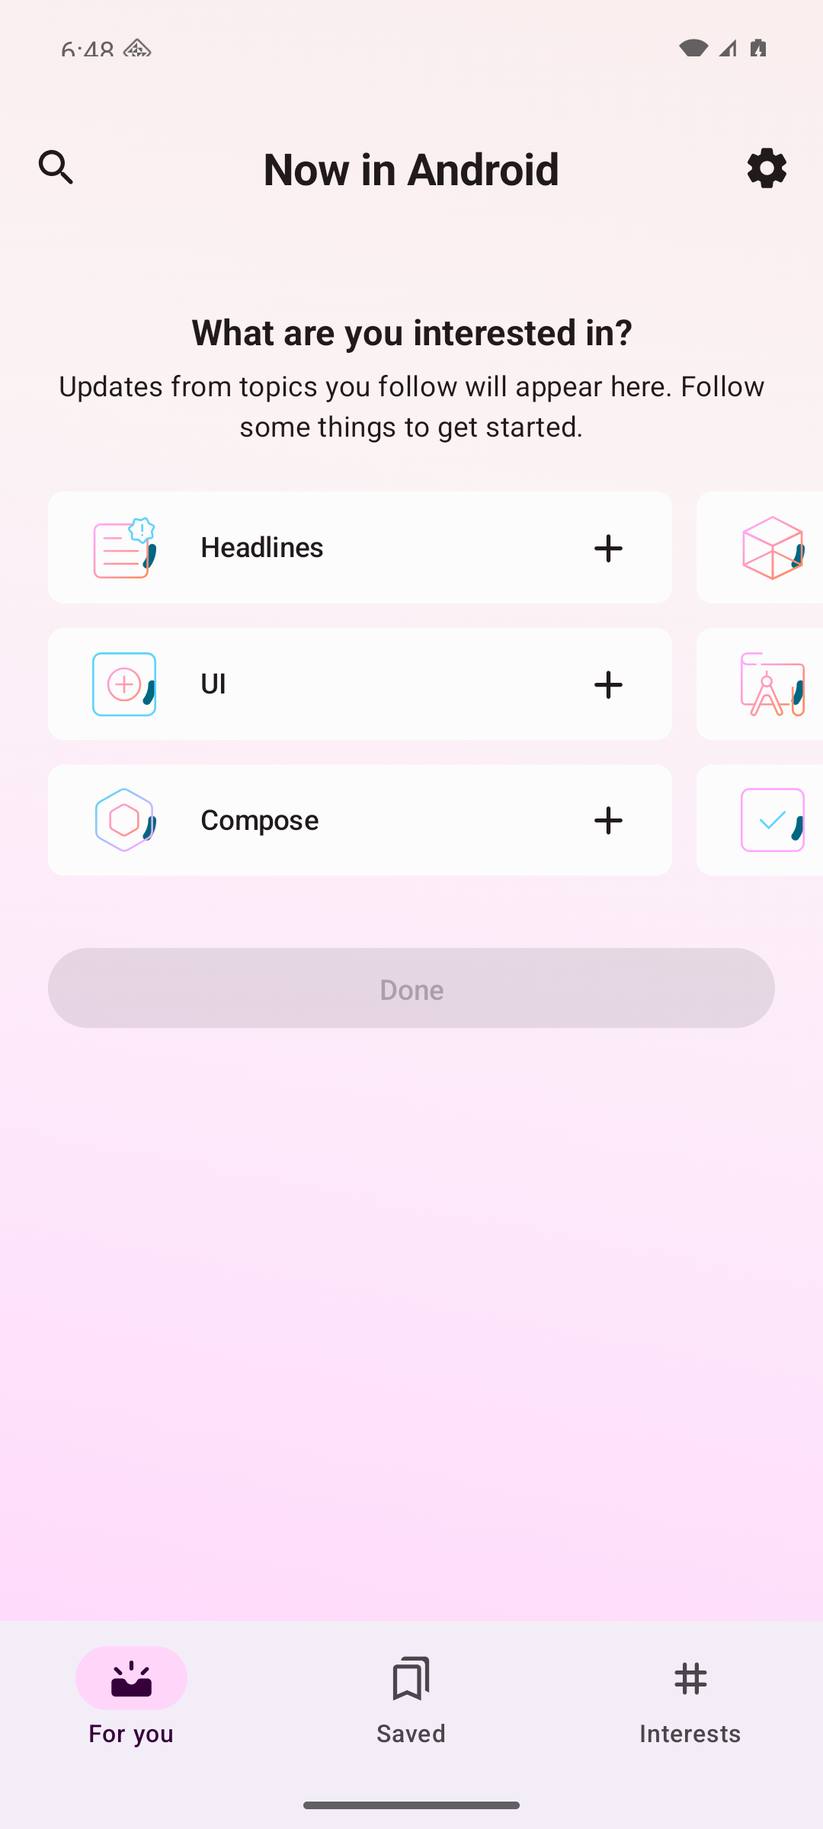 6:48
Now in Android
What are you interested in?
Updates from topics you follow will appear here. Follow
some things to get started.
Headlines
UI
Compose
Done
For you
Saved
Interests